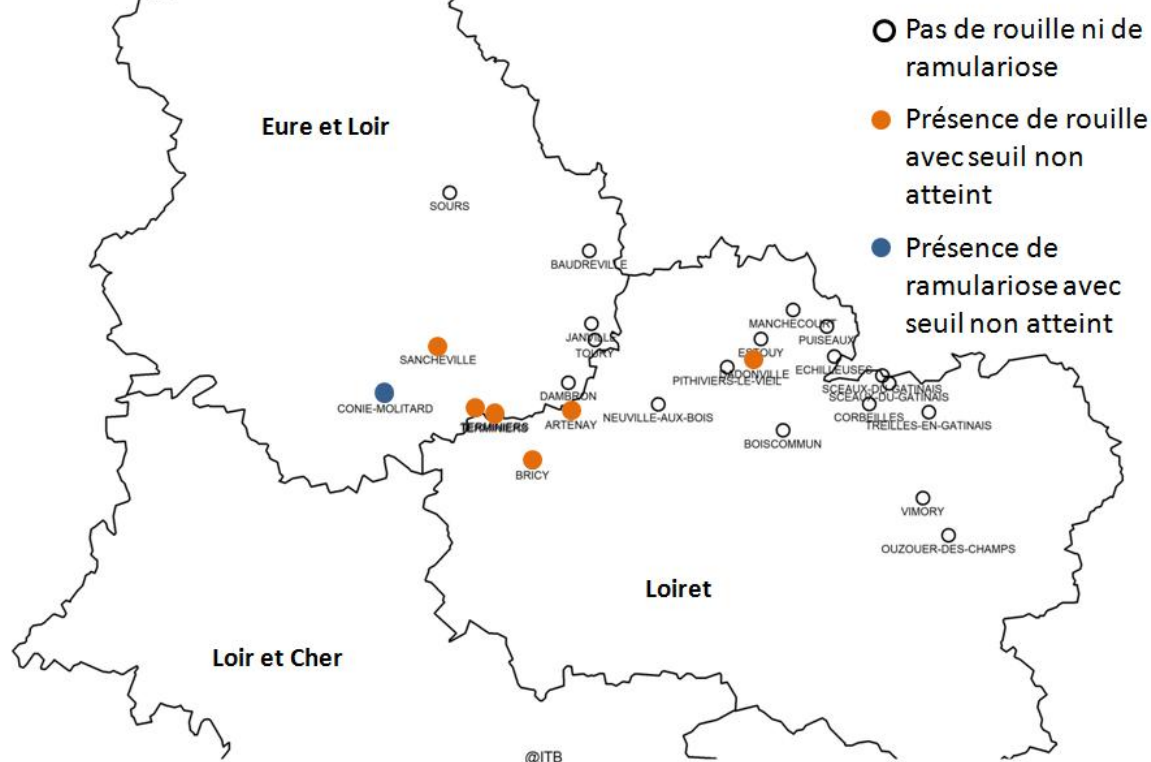 Pas de rouille ni de
ramulariose
Présence de rouille
avec seuil non
atteint
Présence de
ramulariose avec
seuil non atteint
Eure et Loir
SOURS
BAUDREVILLE
JANVILLE
TOURY
SANCHEVILLE
CONIE-MOLITARD
DAMBRON
TERMINIERS
ARTENAY
BRICY
MANCHECOURT
PUISEAUX
ESTOUY
DADONVILLE
PITHIVIERS-LE-VIEIL
ECHILLEUSES
SCEAUX-DU-GATINAIS
SCEAUX-DU-GATINAIS
NEUVILLE-AUX-BOIS
CORBEILLES
TREILLES-EN-GATINAIS
BOISCOMMUN
VIMORY
OUZOUER-DES-CHAMPS
Loiret
Loir et Cher
@ITB